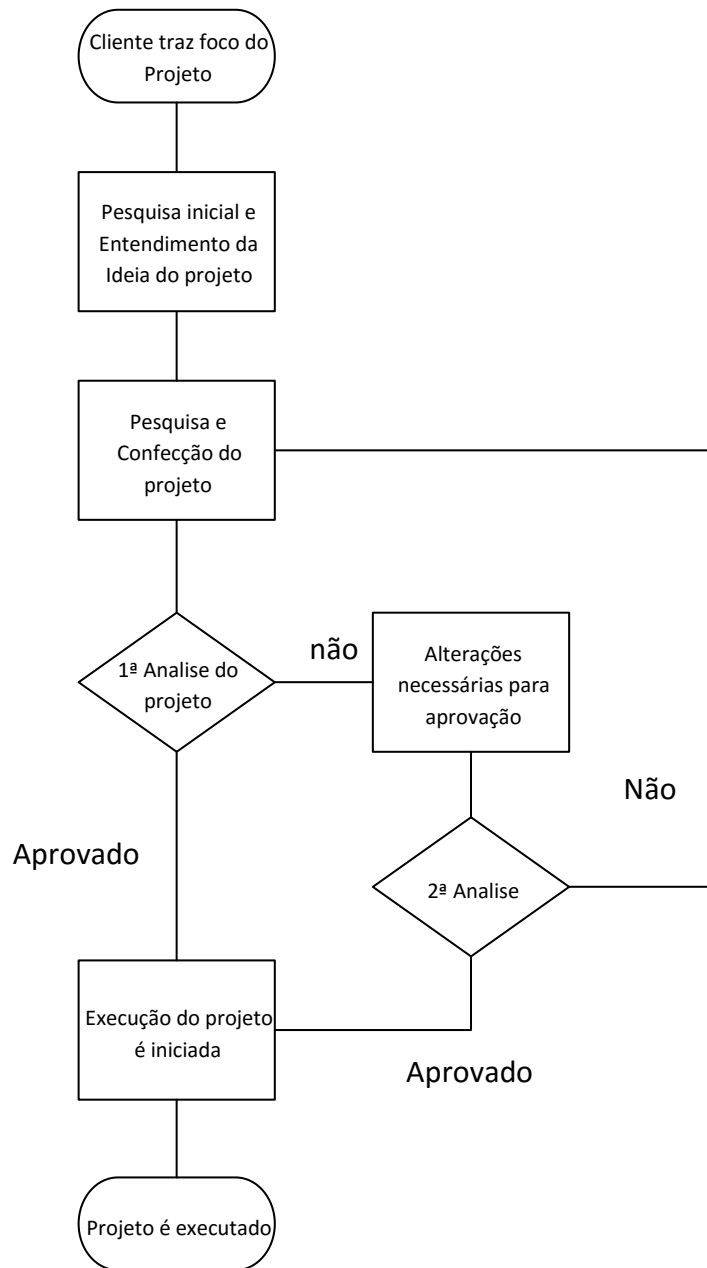 Cliente traz foco do
Projeto
Pesquisa inicial e
Entendimento da
Ideia do projeto
Pesquisa e
Confecção do
projeto
1ª Analise do
projeto
não
Alterações
necessárias para
aprovação
Não
Aprovado
2ª Analise
Execução do projeto
é iniciada
Aprovado
Projeto é executado